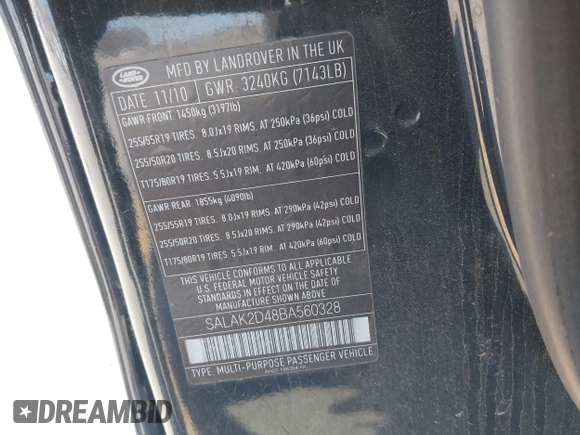 LAND-ROVER
MFD BY LANDROVER IN THE UK
DATE 11/10 GWR: 3240KG (7143LB)
GAWR FRONT: 1450kg (3197lb)
255/55R19 TIRES. 8.0Jx19 RIMS. AT 250kPa (36psi) COLD
255/50R20 TIRES. 8.5Jx20 RIMS. AT 250kPa (36psi) COLD
T175/80R19 TIRES. 5.5Jx19 RIM. AT 420kPa (60psi) COLD
GAWR REAR: 1855kg (4090lb)
255/55R19 TIRES. 8.0Jx19 RIMS. AT 290kPa (42psi) COLD
255/50R20 TIRES. 8.5Jx20 RIMS. AT 290kPa (42psi) COLD
T175/80R19 TIRES. 5.5Jx19 RIM. AT 420kPa (60psi) COLD
THIS VEHICLE CONFORMS TO ALL APPLICABLE
U.S. FEDERAL MOTOR VEHICLE SAFETY
STANDARDS IN EFFECT ON THE DATE OF
MANUFACTURE SHOWN ABOVE.
SALAK2D48BA560328
TYPE: MULTI-PURPOSE PASSENGER VEHICLE
DREAMBID